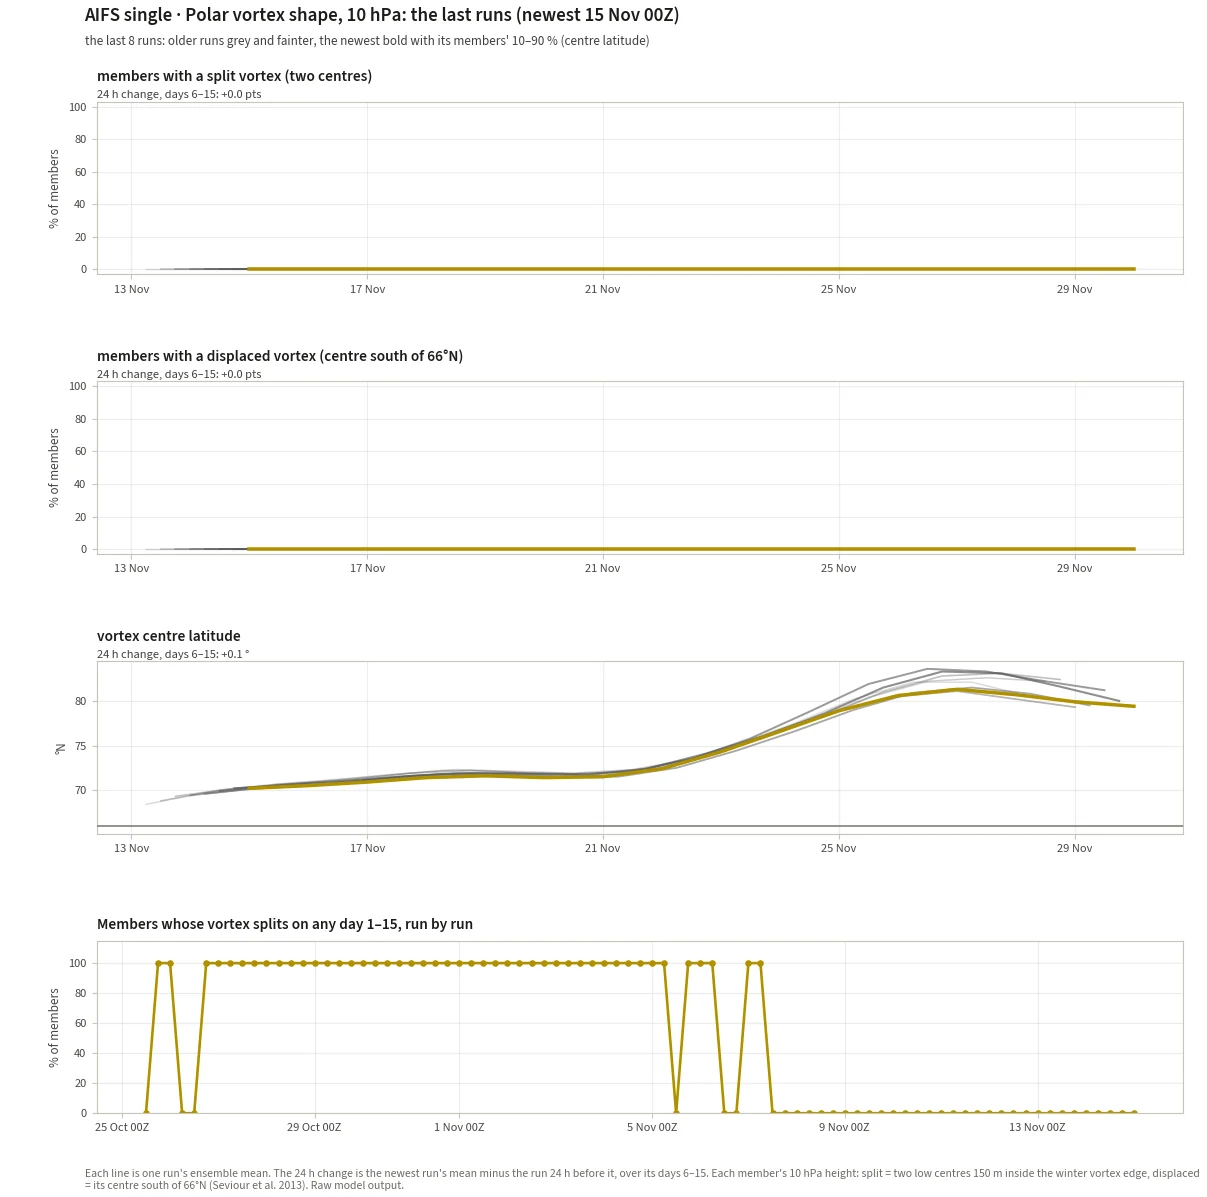 AIFS single · Polar vortex shape, 10 hPa: the last runs (newest 15 Nov 00Z)
the last 8 runs: older runs grey and fainter, the newest bold with its members' 10–90 % (centre latitude)
members with a split vortex (two centres)
24 h change, days 6–15: +0.0 pts
100
80
60
40
20
0
% of members
13 Nov
17 Nov
21 Nov
25 Nov
29 Nov
members with a displaced vortex (centre south of 66°N)
24 h change, days 6–15: +0.0 pts
100
80
60
40
20
0
% of members
13 Nov
17 Nov
21 Nov
25 Nov
29 Nov
vortex centre latitude
24 h change, days 6–15: +0.1 °
80
75
70
°N
13 Nov
17 Nov
21 Nov
25 Nov
29 Nov
Members whose vortex splits on any day 1–15, run by run
100
80
60
40
20
0
% of members
25 Oct 00Z
29 Oct 00Z
1 Nov 00Z
5 Nov 00Z
9 Nov 00Z
13 Nov 00Z
Each line is one run's ensemble mean. The 24 h change is the newest run's mean minus the run 24 h before it, over its days 6–15. Each member's 10 hPa height: split = two low centres 150 m inside the winter vortex edge, displaced
= its centre south of 66°N (Seviour et al. 2013). Raw model output.